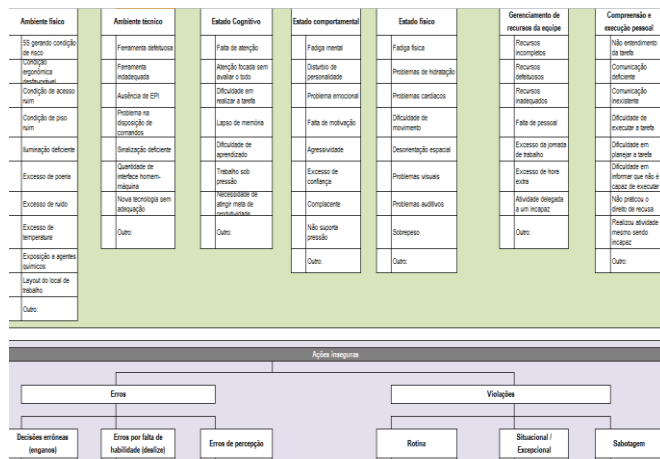 Ambiente físico
5S gerando condição
de risco
Condição
ergonômica
desfavorável
Condição de acesso
ruim
Condição de piso
ruim
Iluminação deficiente
Excesso de poeria
Excesso de ruído
Excesso de
temperature
Exposição a agentes
químicos
Layout do local de
trabalho
Outro:
Ambiente técnico
Ferramenta defeituosa
Ferramenta
indadequada
Ausência de EPI
Problema na
disposição de
comandos
Sinalização deficiente
Quantidade de
interface homem-
máquina
Nova tecnologia sem
adequação
Outro:
Estado Cognitivo
Falta de atenção
Atenção focada sem
avaliar o todo
Dificuldade em
realizar a tarefa
Lapso de memória
Dificuldade de
aprendizado
Trabalho sob
pressão
Necessidade de
atingir meta de
produtividade
Outro:
Estado comportamental
Fadiga mental
Disturbio de
personalidade
Problema emocional
Falta de motivação
Agressividade
Excesso de
confiança
Complacente
Não suporta
pressão
Outro:
Estado físico
Fadiga física
Problemas de hidratação
Problemas cardíacos
Dificuldade de
movimento
Desorientação espacial
Problemas visuais
Problemas auditivos
Sobrepeso
Outro:
Gerenciamento de
recursos da equipe
Recursos
incompletos
Recursos
defeituosos
Recursos
inadequados
Falta de pessoal
Excesso da jornada
de trabalho
Excesso de hora
extra
Atividade delegada
a um incapaz
Outro:
Compreensão e
execução pessoal
Não entendimento
da tarefa
Comunicação
deficiente
Comunicação
inexistente
Dificuldade de
executar a tarefa
Dificuldade em
planejar a tarefa
Dificuldade em
informar que não é
capaz de executar
Não praticou o
direito de recusa
Realizou atividade
mesmo sendo
incapaz
Outro:
Ações inseguras
Erros
Violações
Decisões errôneas
(enganos)
Erros por falta de
habilidade (deslize)
Erros de percepção
Rotina
Situacional /
Excepcional
Sabotagem